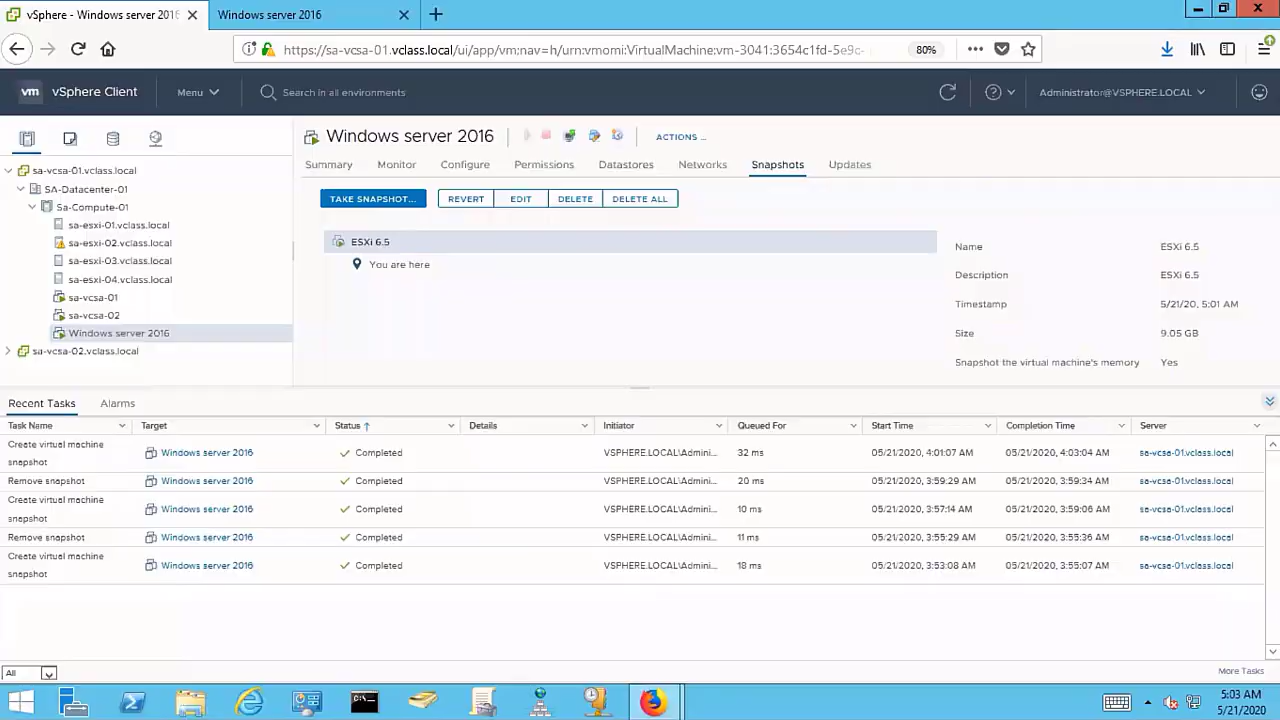 vSphere - Windows server 2016
Windows server 2016
https://sa-vcsa-01.vclass.local/ui/app/vm;nav=h/urn:vmomi:VirtualMachine:vm-3041:3654c1fd-5e9c-
80%
vm vSphere Client
Menu
Search in all environments
Administrator@VSPHERE.LOCAL
Windows server 2016
ACTIONS
Summary Monitor Configure Permissions Datastores Networks Snapshots Updates
sa-vcsa-01.vclass.local
SA-Datacenter-01
Sa-Compute-01
sa-esxi-01.vclass.local
sa-esxi-02.vclass.local
sa-esxi-03.vclass.local
sa-esxi-04.vclass.local
sa-vcsa-01
sa-vcsa-02
Windows server 2016
sa-vcsa-02.vclass.local
TAKE SNAPSHOT... REVERT EDIT DELETE DELETE ALL
ESXi 6.5
You are here
Name ESXi 6.5
Description ESXi 6.5
Timestamp 5/21/20, 5:01 AM
Size 9.05 GB
Snapshot the virtual machine's memory Yes
Recent Tasks Alarms
Task Name Target Status Details Initiator Queued For Start Time Completion Time Server
Create virtual machine snapshot Windows server 2016 Completed VSPHERE.LOCAL\Admini... 32 ms 05/21/2020, 4:01:07 AM 05/21/2020, 4:03:04 AM sa-vcsa-01.vclass.local
Remove snapshot Windows server 2016 Completed VSPHERE.LOCAL\Admini... 20 ms 05/21/2020, 3:59:29 AM 05/21/2020, 3:59:34 AM sa-vcsa-01.vclass.local
Create virtual machine snapshot Windows server 2016 Completed VSPHERE.LOCAL\Admini... 10 ms 05/21/2020, 3:57:14 AM 05/21/2020, 3:59:06 AM sa-vcsa-01.vclass.local
Remove snapshot Windows server 2016 Completed VSPHERE.LOCAL\Admini... 11 ms 05/21/2020, 3:55:29 AM 05/21/2020, 3:55:36 AM sa-vcsa-01.vclass.local
Create virtual machine snapshot Windows server 2016 Completed VSPHERE.LOCAL\Admini... 18 ms 05/21/2020, 3:53:08 AM 05/21/2020, 3:55:07 AM sa-vcsa-01.vclass.local
All
More Tasks
5:03 AM
5/21/2020